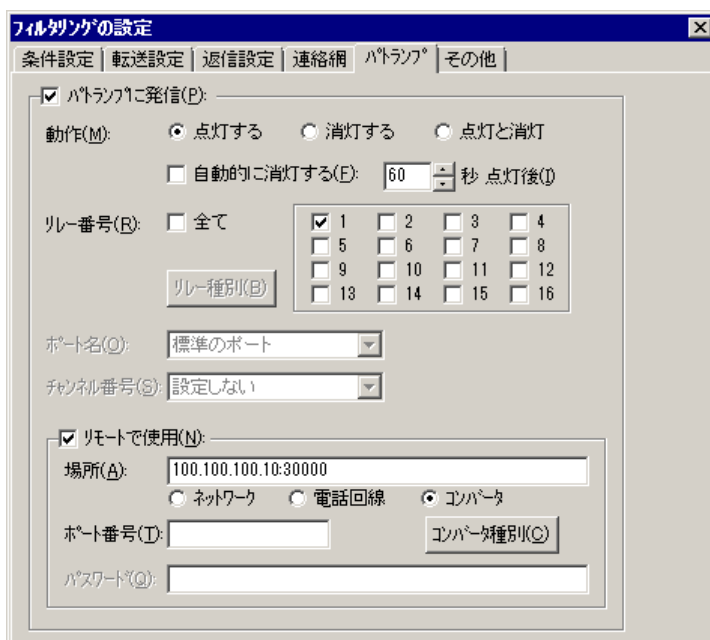 フィルタリングの設定
条件設定 転送設定 返信設定 連絡網 パトランプ その他
パトランプに発信(P):
動作(M): 点灯する 消灯する 点灯と消灯
自動的に消灯する(F): 60 秒 点灯後(I)
リレー番号(R): 全て 1 2 3 4
5 6 7 8
リレー種別(B) 9 10 11 12
13 14 15 16
ポート名(O): 標準のポート
チャンネル番号(S): 設定しない
リモートで使用(N):
場所(A): 100.100.100.10:30000
ネットワーク 電話回線 コンバータ
ポート番号(T): コンバータ種別(C)
パスワード(Q):